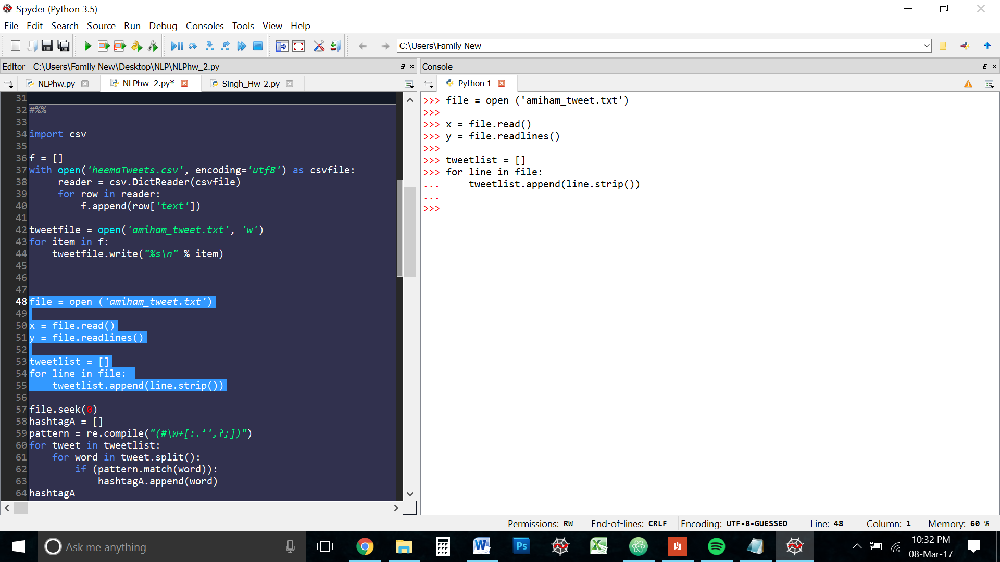 Spyder (Python 3.5)
File Edit Search Source Run Debug Consoles Tools View Help
C:\Users\Family New
Editor - C:\Users\Family New\Desktop\NLP\NLPhw_2.py
NLPhw.py NLPhw_2.py* Singh_Hw-2.py
31
32 #%%
33
34 import csv
35
36 f = []
37 with open('heemaTweets.csv', encoding='utf8') as csvfile:
38      reader = csv.DictReader(csvfile)
39      for row in reader:
40          f.append(row['text'])
41
42 tweetfile = open('amiham_tweet.txt', 'w')
43 for item in f:
44     tweetfile.write("%s\n" % item)
45
46
47
48 file = open ('amiham_tweet.txt')
49
50 x = file.read()
51 y = file.readlines()
52
53 tweetlist = []
54 for line in file:
55     tweetlist.append(line.strip())
56
57 file.seek(0)
58 hashtagA = []
59 pattern = re.compile("(#\w+[:.‘',?;])")
60 for tweet in tweetlist:
61     for word in tweet.split():
62         if (pattern.match(word)):
63             hashtagA.append(word)
64 hashtagA
Console
Python 1
>>> file = open ('amiham_tweet.txt')
>>>
>>> x = file.read()
>>> y = file.readlines()
>>>
>>> tweetlist = []
>>> for line in file:
...     tweetlist.append(line.strip())
...
>>>
Permissions: RW End-of-lines: CRLF Encoding: UTF-8-GUESSED Line: 48 Column: 1 Memory: 60 %
Ask me anything
Ps
10:32 PM
08-Mar-17